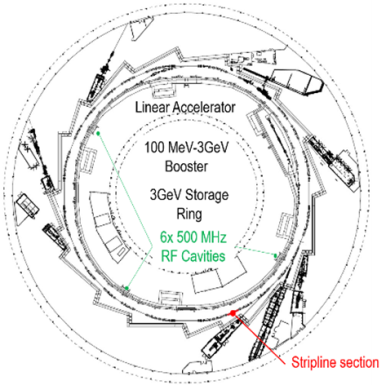 Linear Accelerator
100 MeV-3GeV
Booster
3GeV Storage
Ring
6x 500 MHz
RF Cavities
Stripline section